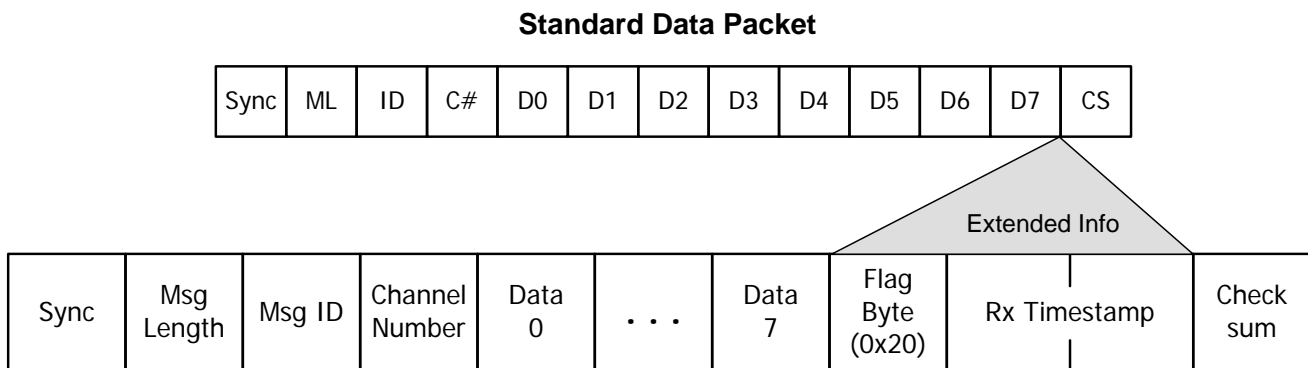 Standard Data Packet
Sync ML ID C# D0 D1 D2 D3 D4 D5 D6 D7 CS
Extended Info
Sync
Msg
Length
Msg ID
Channel
Number
Data
0
. . .
Data
7
Flag
Byte
(0x20)
Rx Timestamp
Check
sum